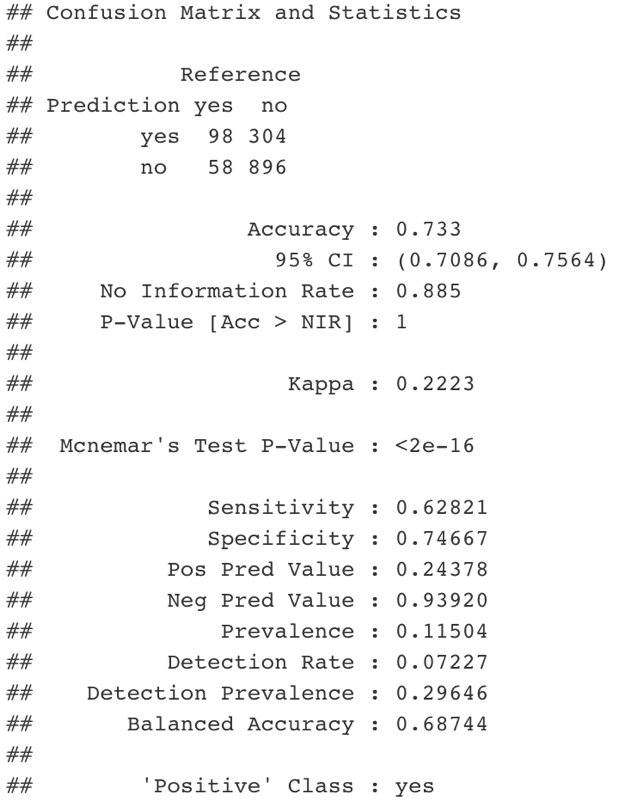 ## Confusion Matrix and Statistics
##
##           Reference
## Prediction yes  no
##        yes  98 304
##        no   58 896
##
##                Accuracy : 0.733
##                  95% CI : (0.7086, 0.7564)
##     No Information Rate : 0.885
##     P-Value [Acc > NIR] : 1
##
##                   Kappa : 0.2223
##
##  Mcnemar's Test P-Value : <2e-16
##
##             Sensitivity : 0.62821
##             Specificity : 0.74667
##          Pos Pred Value : 0.24378
##          Neg Pred Value : 0.93920
##              Prevalence : 0.11504
##          Detection Rate : 0.07227
##    Detection Prevalence : 0.29646
##       Balanced Accuracy : 0.68744
##
##        'Positive' Class : yes